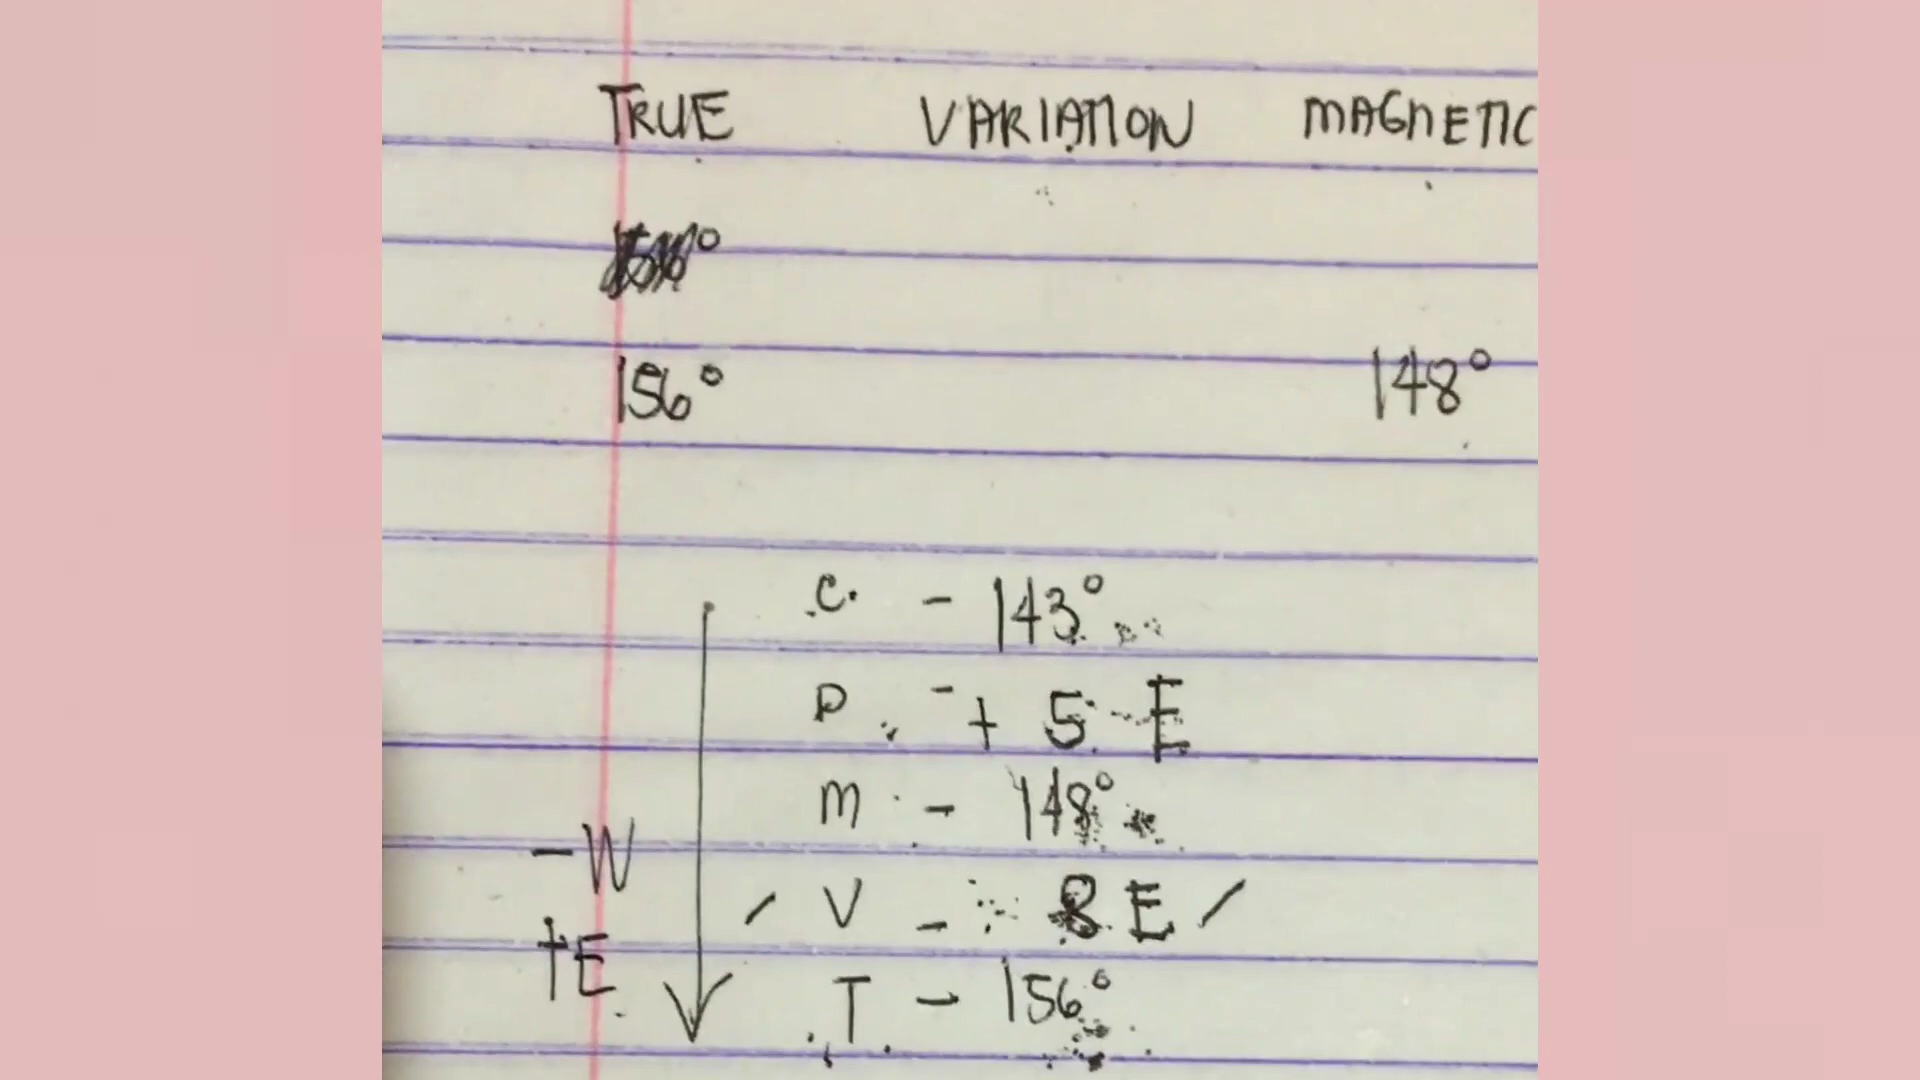 TRUE VARIATION MAGNETIC
156° 148°
C. - 143°
D. - + 5 E
M - 148°
-W
V - 8 E
+E
T - 156°